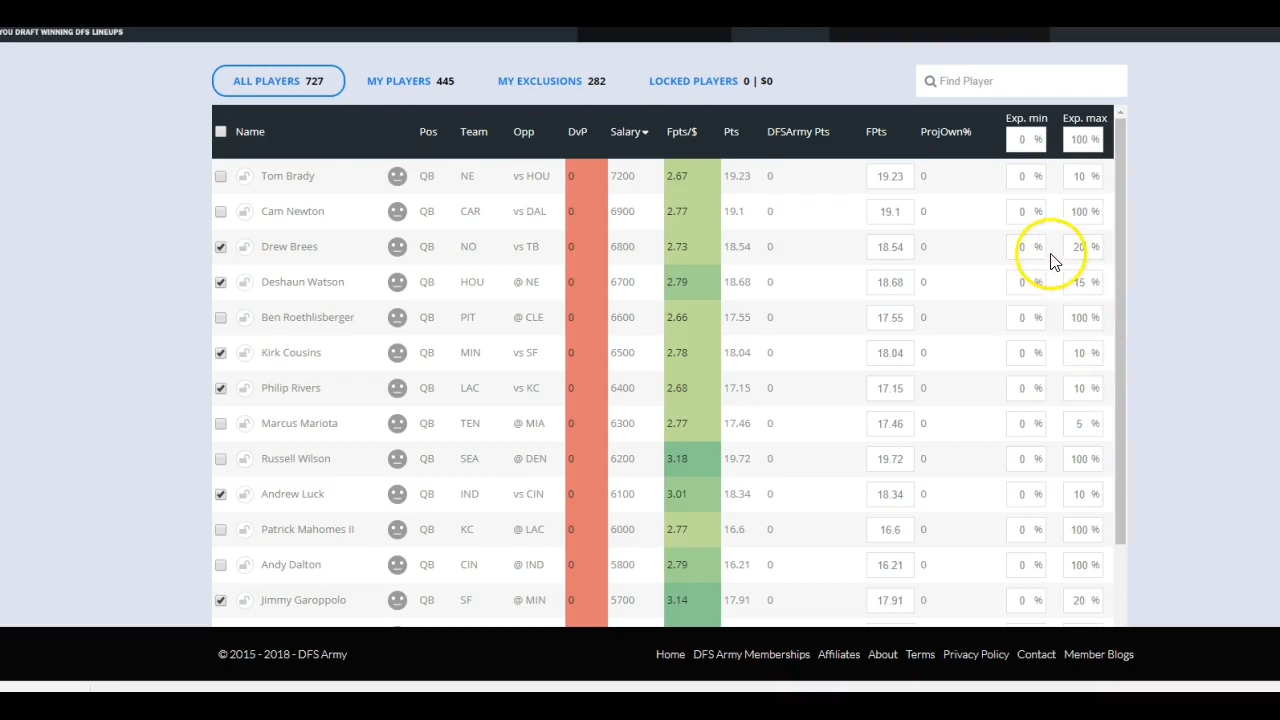 YOU DRAFT WINNING DFS LINEUPS
ALL PLAYERS 727 MY PLAYERS 445 MY EXCLUSIONS 282 LOCKED PLAYERS 0 | $0 Find Player
Exp. min Exp. max
Name Pos Team Opp DvP Salary Fpts/$ Pts DFSArmy Pts FPts ProjOwn%
0 % 100 %
Tom Brady QB NE vs HOU 0 7200 2.67 19.23 0 19.23 0 0 % 10 %
Cam Newton QB CAR vs DAL 0 6900 2.77 19.1 0 19.1 0 0 % 100 %
Drew Brees QB NO vs TB 0 6800 2.73 18.54 0 18.54 0 0 % 20 %
Deshaun Watson QB HOU @ NE 0 6700 2.79 18.68 0 18.68 0 0 % 15 %
Ben Roethlisberger QB PIT @ CLE 0 6600 2.66 17.55 0 17.55 0 0 % 100 %
Kirk Cousins QB MIN vs SF 0 6500 2.78 18.04 0 18.04 0 0 % 10 %
Philip Rivers QB LAC vs KC 0 6400 2.68 17.15 0 17.15 0 0 % 10 %
Marcus Mariota QB TEN @ MIA 0 6300 2.77 17.46 0 17.46 0 0 % 5 %
Russell Wilson QB SEA @ DEN 0 6200 3.18 19.72 0 19.72 0 0 % 100 %
Andrew Luck QB IND vs CIN 0 6100 3.01 18.34 0 18.34 0 0 % 10 %
Patrick Mahomes II QB KC @ LAC 0 6000 2.77 16.6 0 16.6 0 0 % 100 %
Andy Dalton QB CIN @ IND 0 5800 2.79 16.21 0 16.21 0 0 % 100 %
Jimmy Garoppolo QB SF @ MIN 0 5700 3.14 17.91 0 17.91 0 0 % 20 %
© 2015 - 2018 - DFS Army Home DFS Army Memberships Affiliates About Terms Privacy Policy Contact Member Blogs